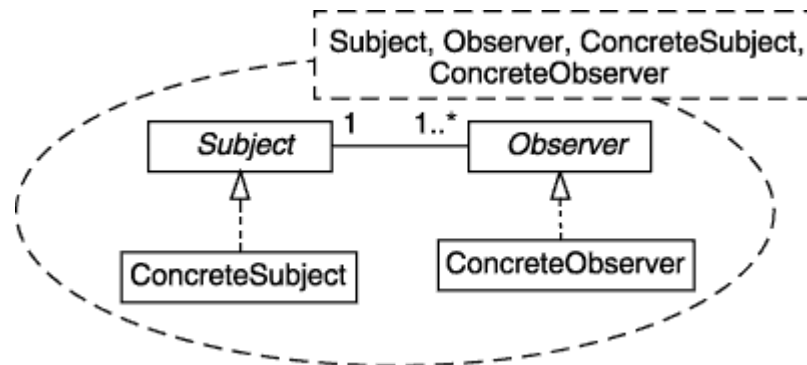 Subject, Observer, ConcreteSubject,
ConcreteObserver
Subject
1
1..*
Observer
ConcreteSubject
ConcreteObserver